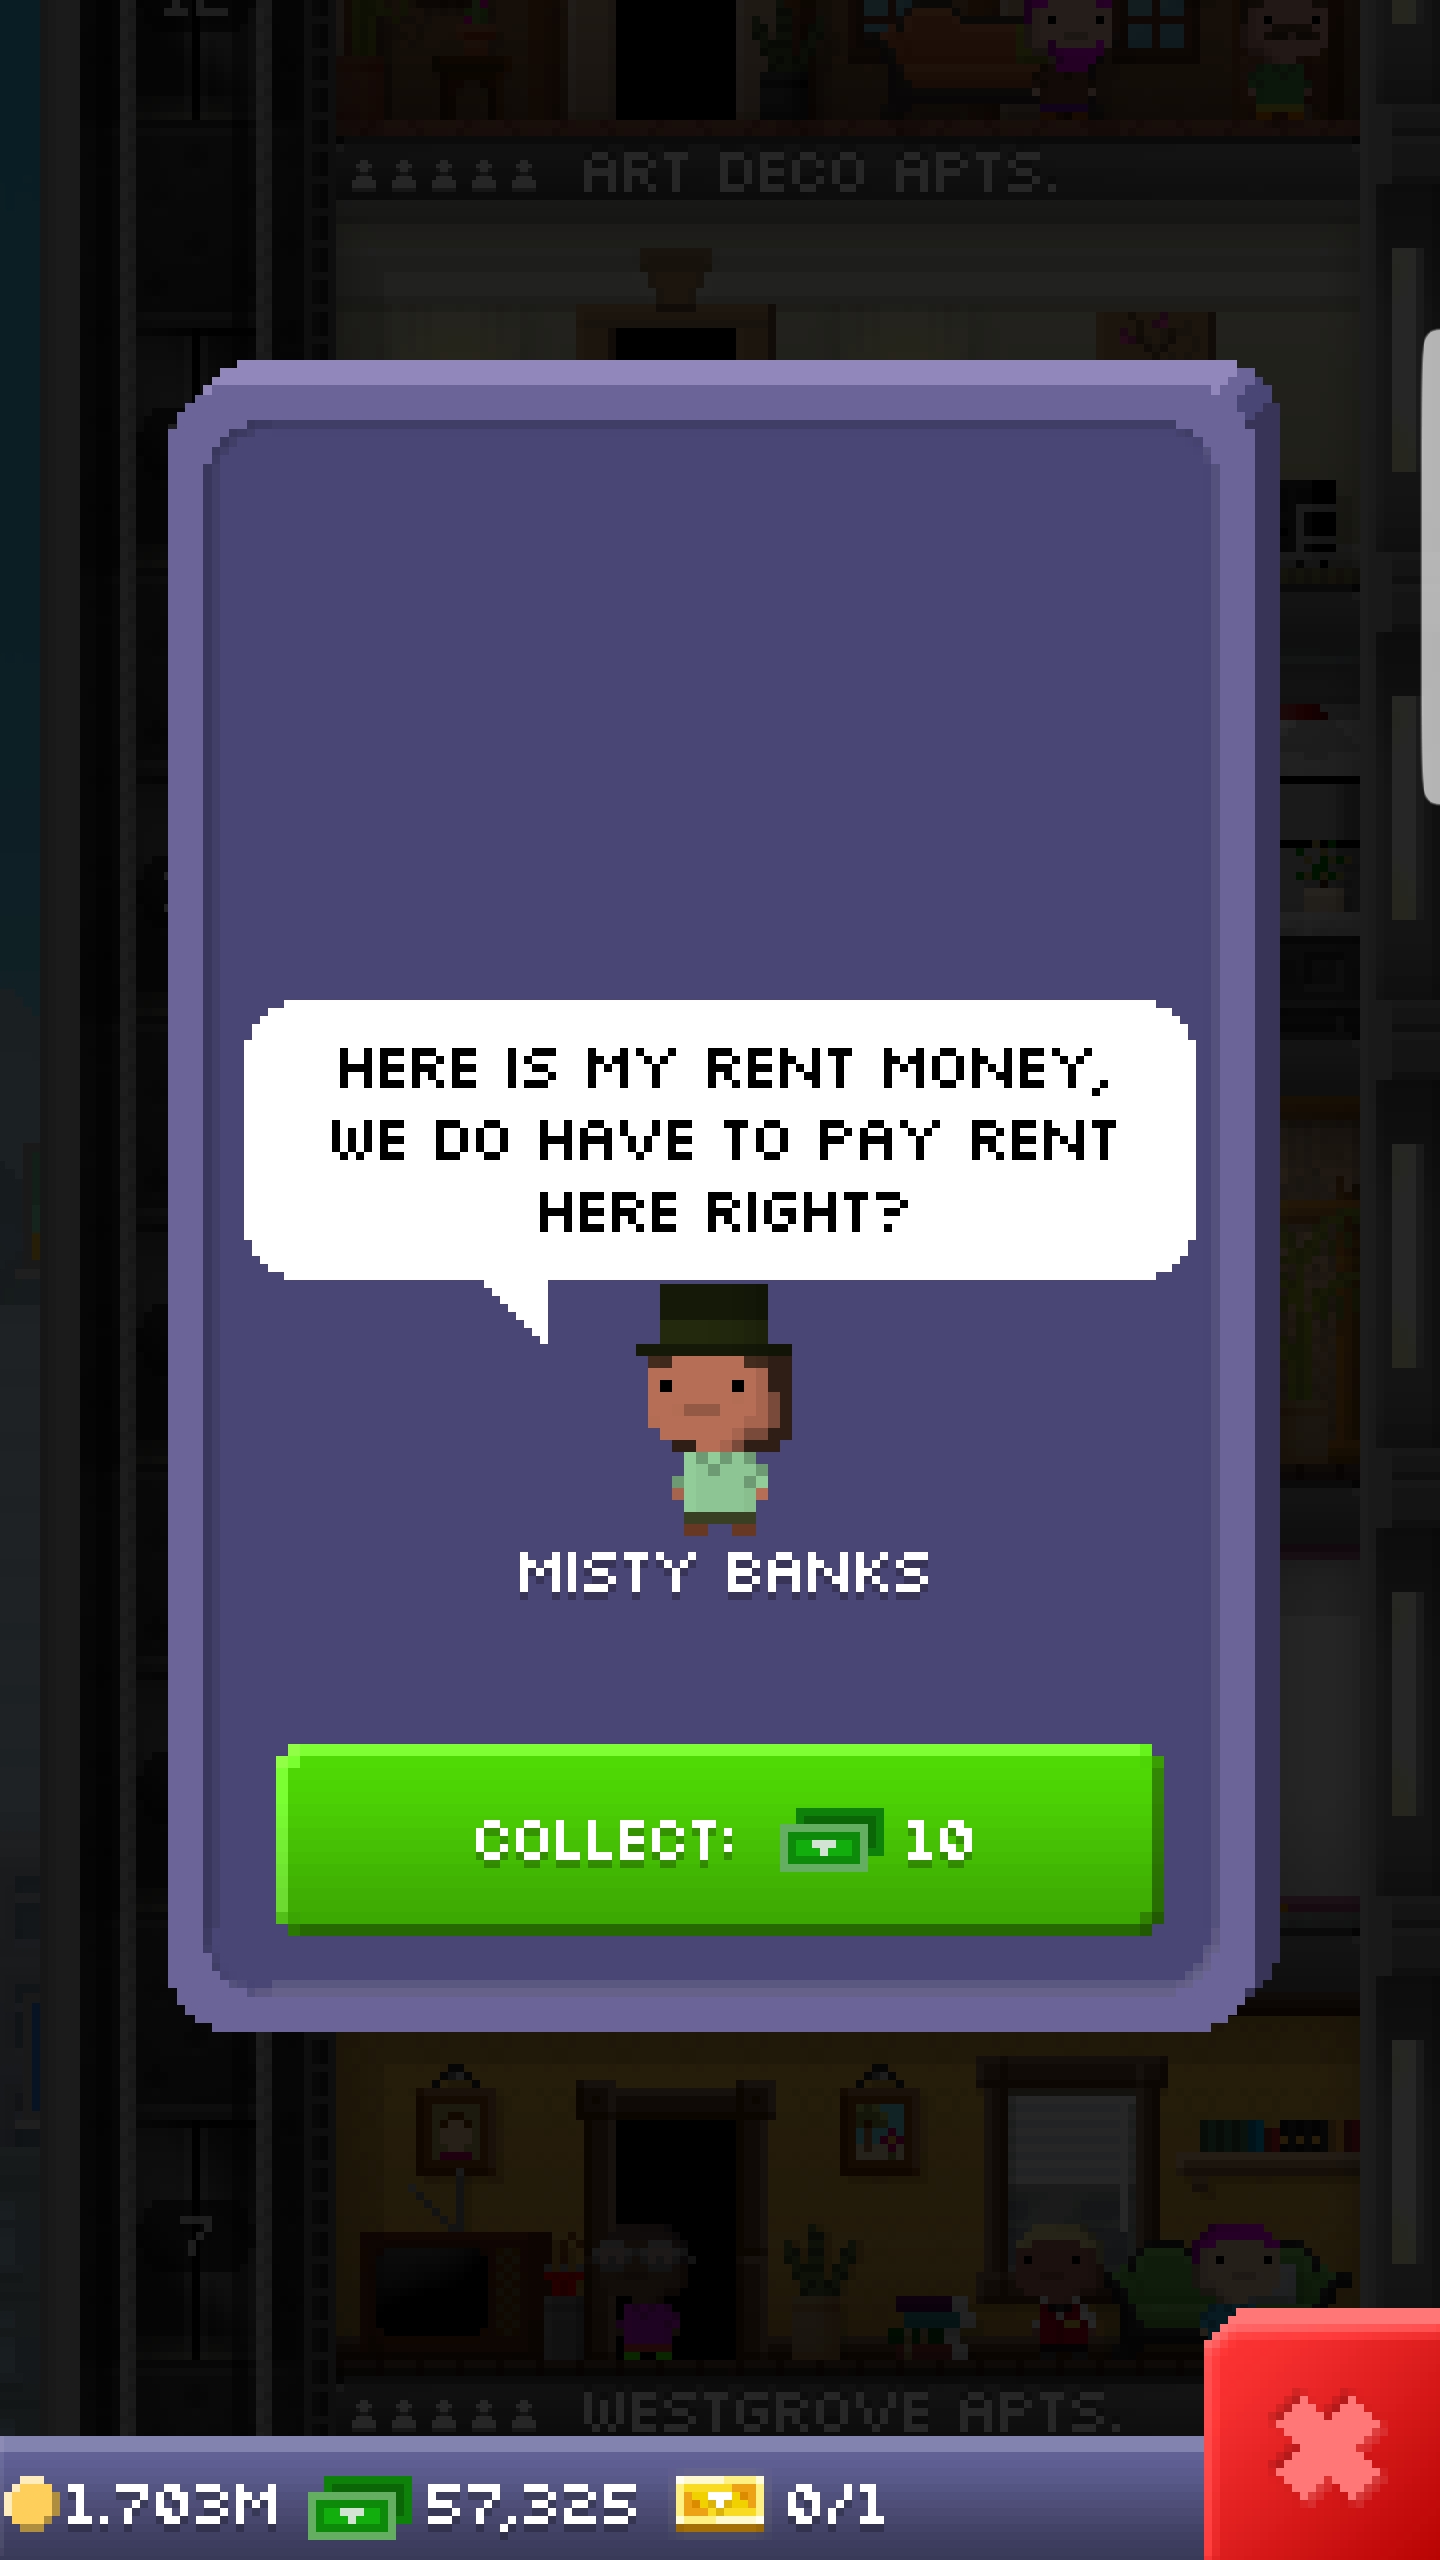 12
ART DECO APTS.
HERE IS MY RENT MONEY,
WE DO HAVE TO PAY RENT
HERE RIGHT?
MISTY BANKS
COLLECT: 10
7
WESTGROVE APTS.
1.703M 57,325 0/1